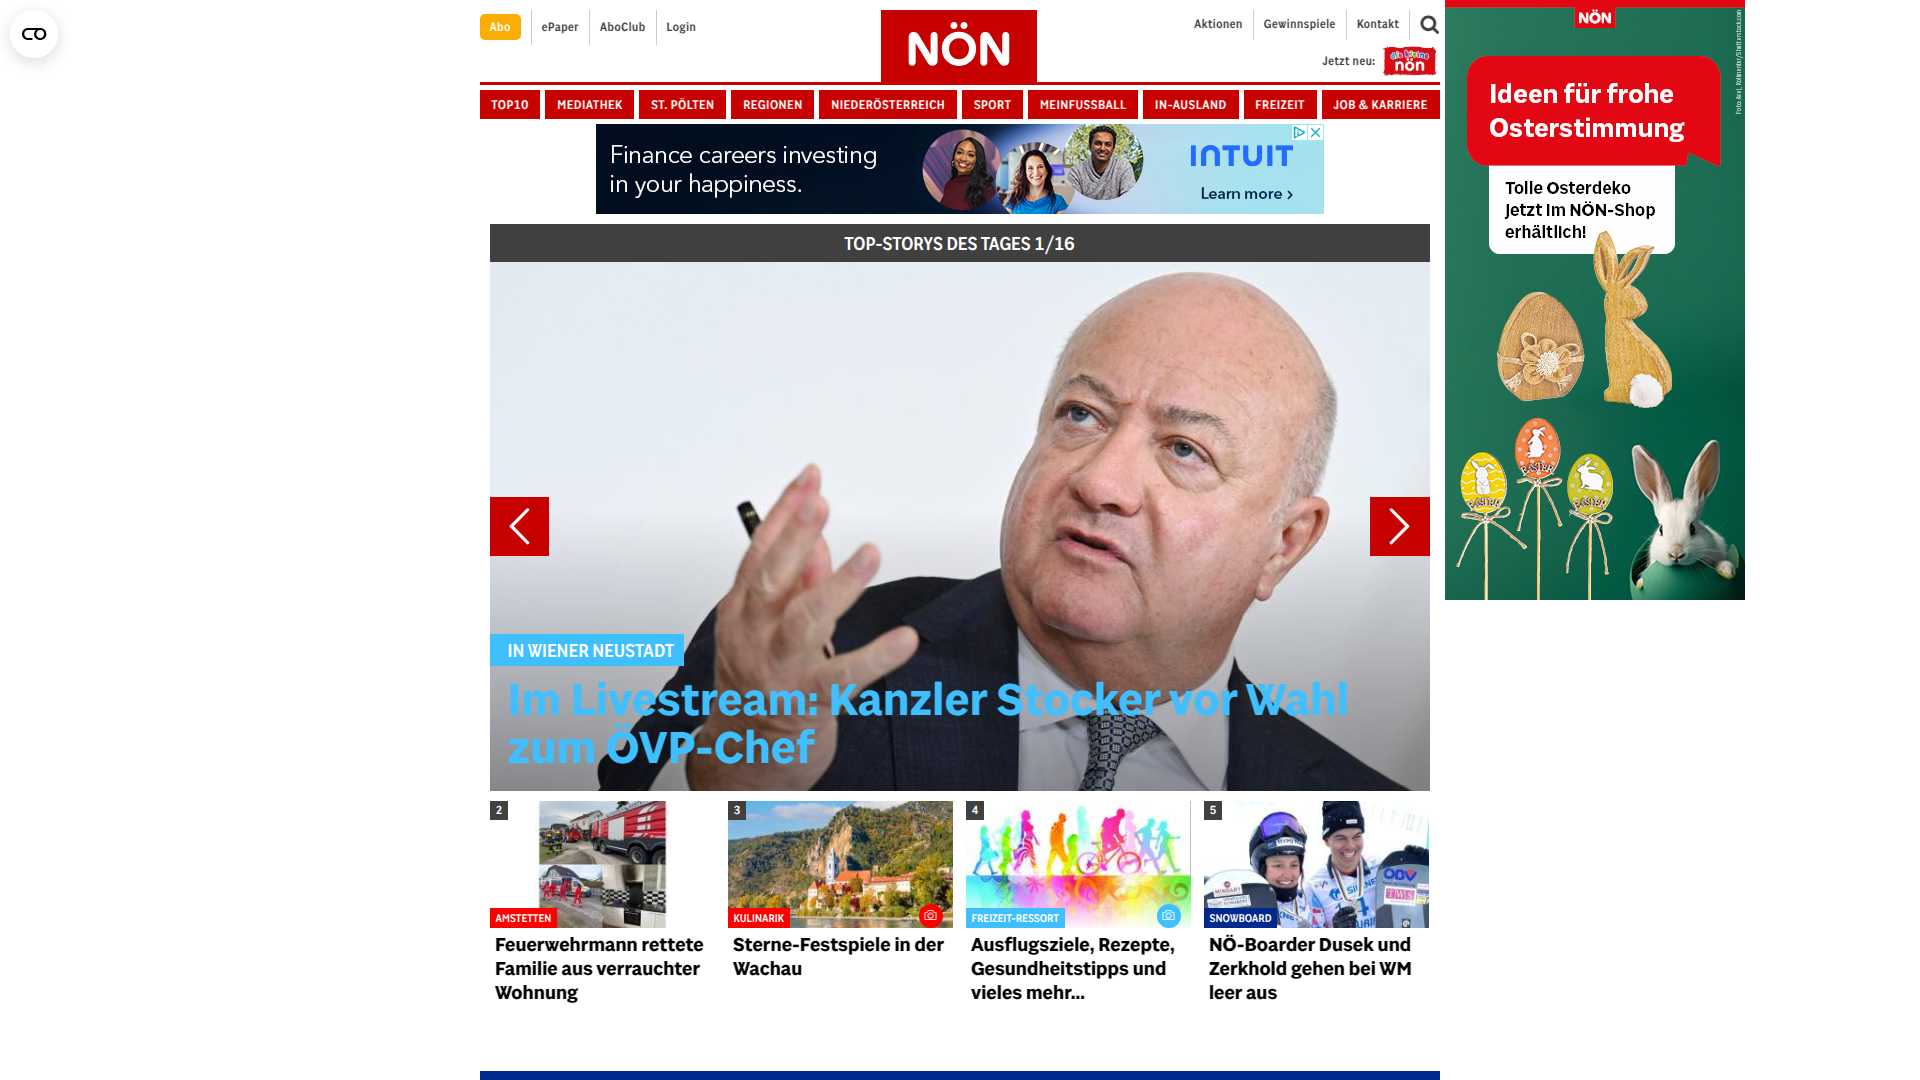 Abo
ePaper
AboClub
Login
NÖN
Aktionen
Gewinnspiele
Kontakt
Jetzt neu:
die kleine
nön
TOP10
MEDIATHEK
ST. PÖLTEN
REGIONEN
NIEDERÖSTERREICH
SPORT
MEINFUSSBALL
IN-AUSLAND
FREIZEIT
JOB & KARRIERE
Finance careers investing
in your happiness.
INTUIT
Learn more ›
TOP-STORYS DES TAGES 1/16
IN WIENER NEUSTADT
Im Livestream: Kanzler Stocker vor Wahl
zum ÖVP-Chef
2
AMSTETTEN
Feuerwehrmann rettete
Familie aus verrauchter
Wohnung
3
KULINARIK
Sterne-Festspiele in der
Wachau
4
FREIZEIT-RESSORT
Ausflugsziele, Rezepte,
Gesundheitstipps und
vieles mehr...
5
SNOWBOARD
NÖ-Boarder Dusek und
Zerkhold gehen bei WM
leer aus
NÖN
Ideen für frohe
Osterstimmung
Tolle Osterdeko
jetzt im NÖN-Shop
erhältlich!
EASTER
EASTER
EASTER